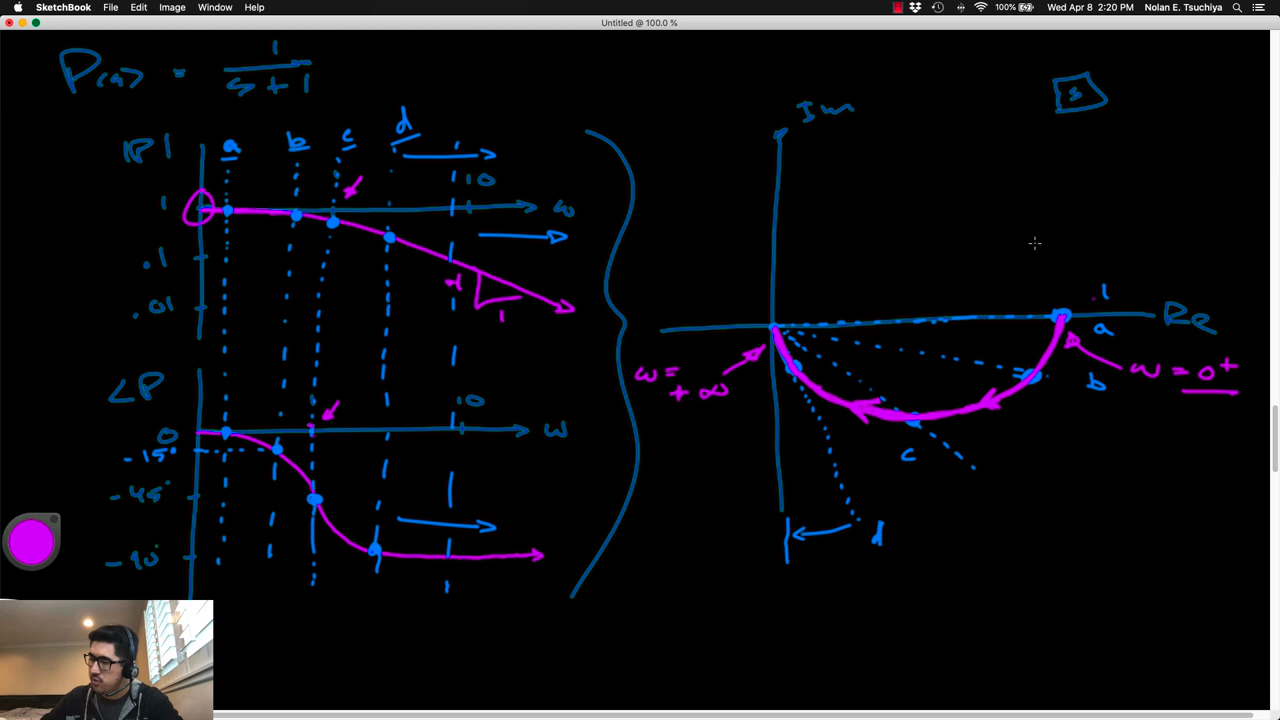 SketchBook File Edit Image Window Help 100% Wed Apr 8 2:20 PM Nolan E. Tsuchiya
Untitled @ 100.0 %
P(s) = 1
s + 1
|P|
a b c d
10
1
ω
.1
.01
-1
1
∠P
10
0
ω
-15°
-45°
-90°
Im
s
1
Re
a
ω = 0+
b
ω =
+ ∞
c
d